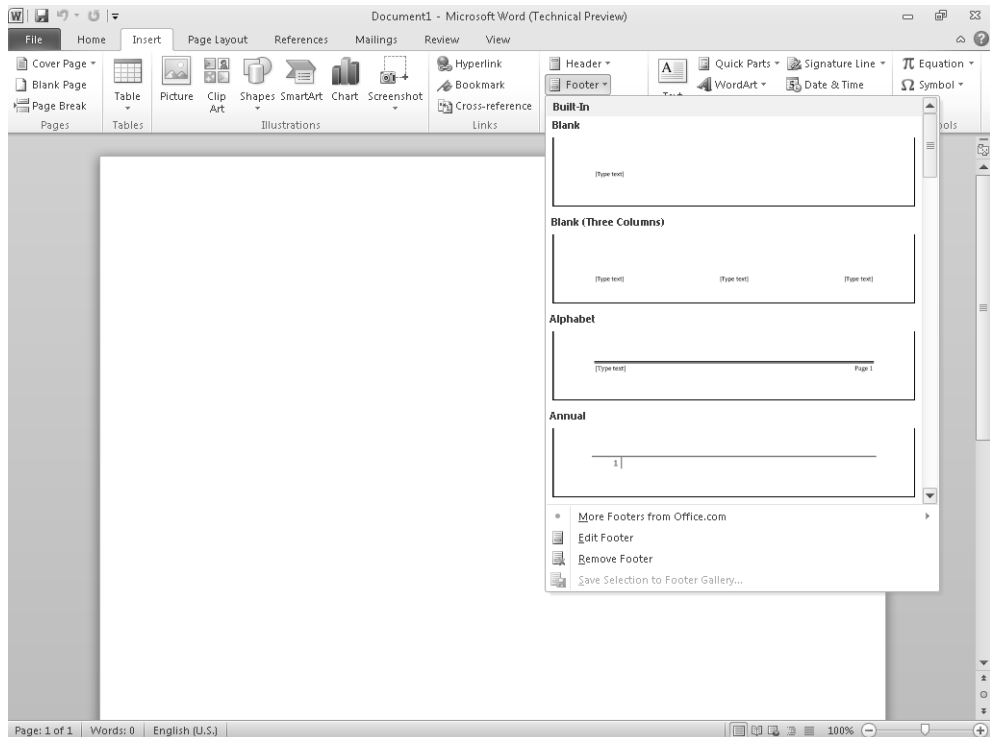 Document1 - Microsoft Word (Technical Preview)
File Home Insert Page Layout References Mailings Review View
Cover Page
Blank Page
Page Break
Pages
Table
Tables
Picture
Clip Art
Shapes
SmartArt
Chart
Screenshot
Illustrations
Hyperlink
Bookmark
Cross-reference
Links
Header
Footer
A
Quick Parts
WordArt
Signature Line
Date & Time
π Equation
Ω Symbol
Built-In
Blank
[Type text]
Blank (Three Columns)
[Type text] [Type text] [Type text]
Alphabet
[Type text] Page 1
Annual
1
More Footers from Office.com
Edit Footer
Remove Footer
Save Selection to Footer Gallery...
Page: 1 of 1 Words: 0 English (U.S.) 100%